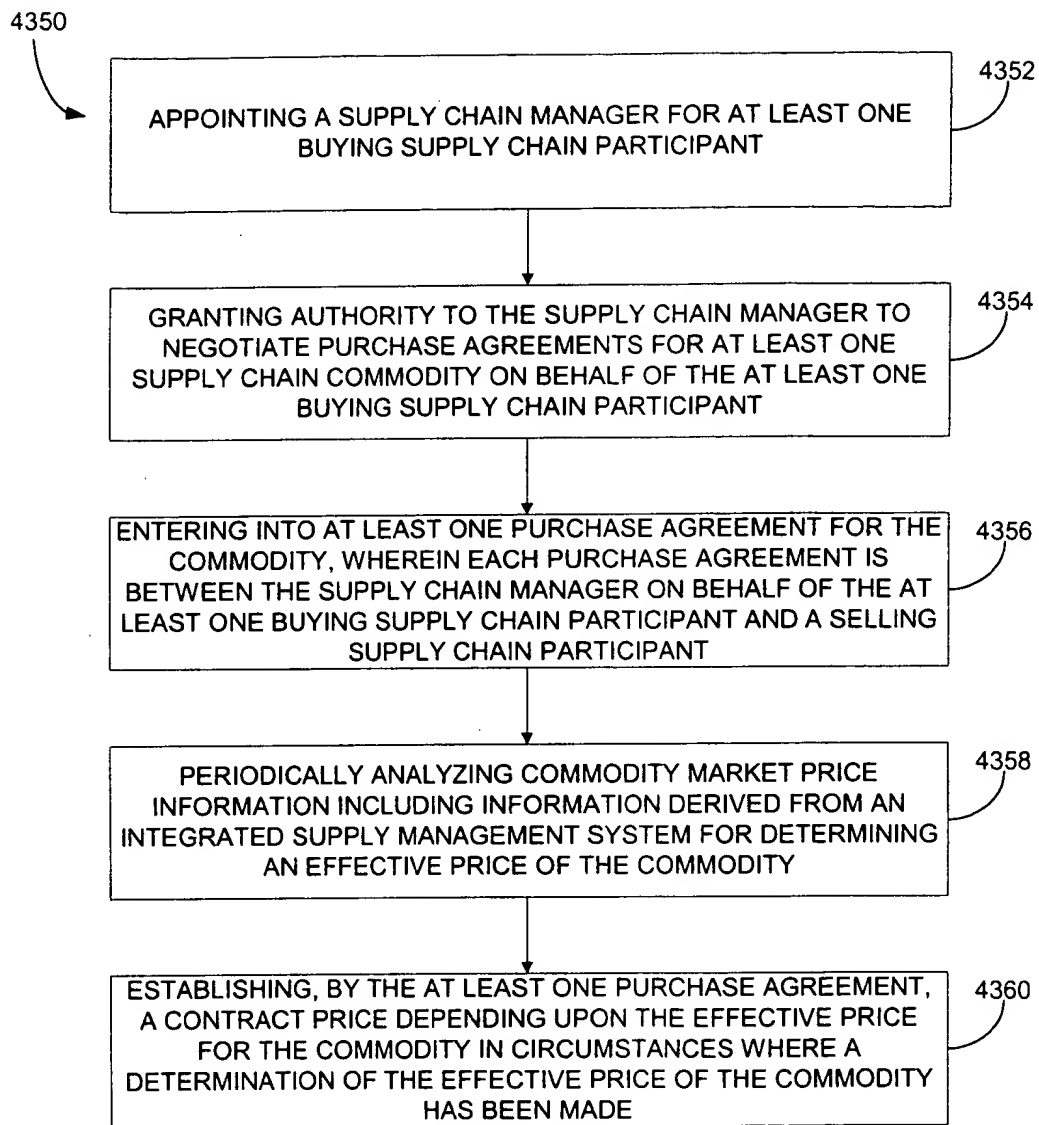 4350
APPOINTING A SUPPLY CHAIN MANAGER FOR AT LEAST ONE
BUYING SUPPLY CHAIN PARTICIPANT
4352
GRANTING AUTHORITY TO THE SUPPLY CHAIN MANAGER TO
NEGOTIATE PURCHASE AGREEMENTS FOR AT LEAST ONE
SUPPLY CHAIN COMMODITY ON BEHALF OF THE AT LEAST ONE
BUYING SUPPLY CHAIN PARTICIPANT
4354
ENTERING INTO AT LEAST ONE PURCHASE AGREEMENT FOR THE
COMMODITY, WHEREIN EACH PURCHASE AGREEMENT IS
BETWEEN THE SUPPLY CHAIN MANAGER ON BEHALF OF THE AT
LEAST ONE BUYING SUPPLY CHAIN PARTICIPANT AND A SELLING
SUPPLY CHAIN PARTICIPANT
4356
PERIODICALLY ANALYZING COMMODITY MARKET PRICE
INFORMATION INCLUDING INFORMATION DERIVED FROM AN
INTEGRATED SUPPLY MANAGEMENT SYSTEM FOR DETERMINING
AN EFFECTIVE PRICE OF THE COMMODITY
4358
ESTABLISHING, BY THE AT LEAST ONE PURCHASE AGREEMENT,
A CONTRACT PRICE DEPENDING UPON THE EFFECTIVE PRICE
FOR THE COMMODITY IN CIRCUMSTANCES WHERE A
DETERMINATION OF THE EFFECTIVE PRICE OF THE COMMODITY
HAS BEEN MADE
4360